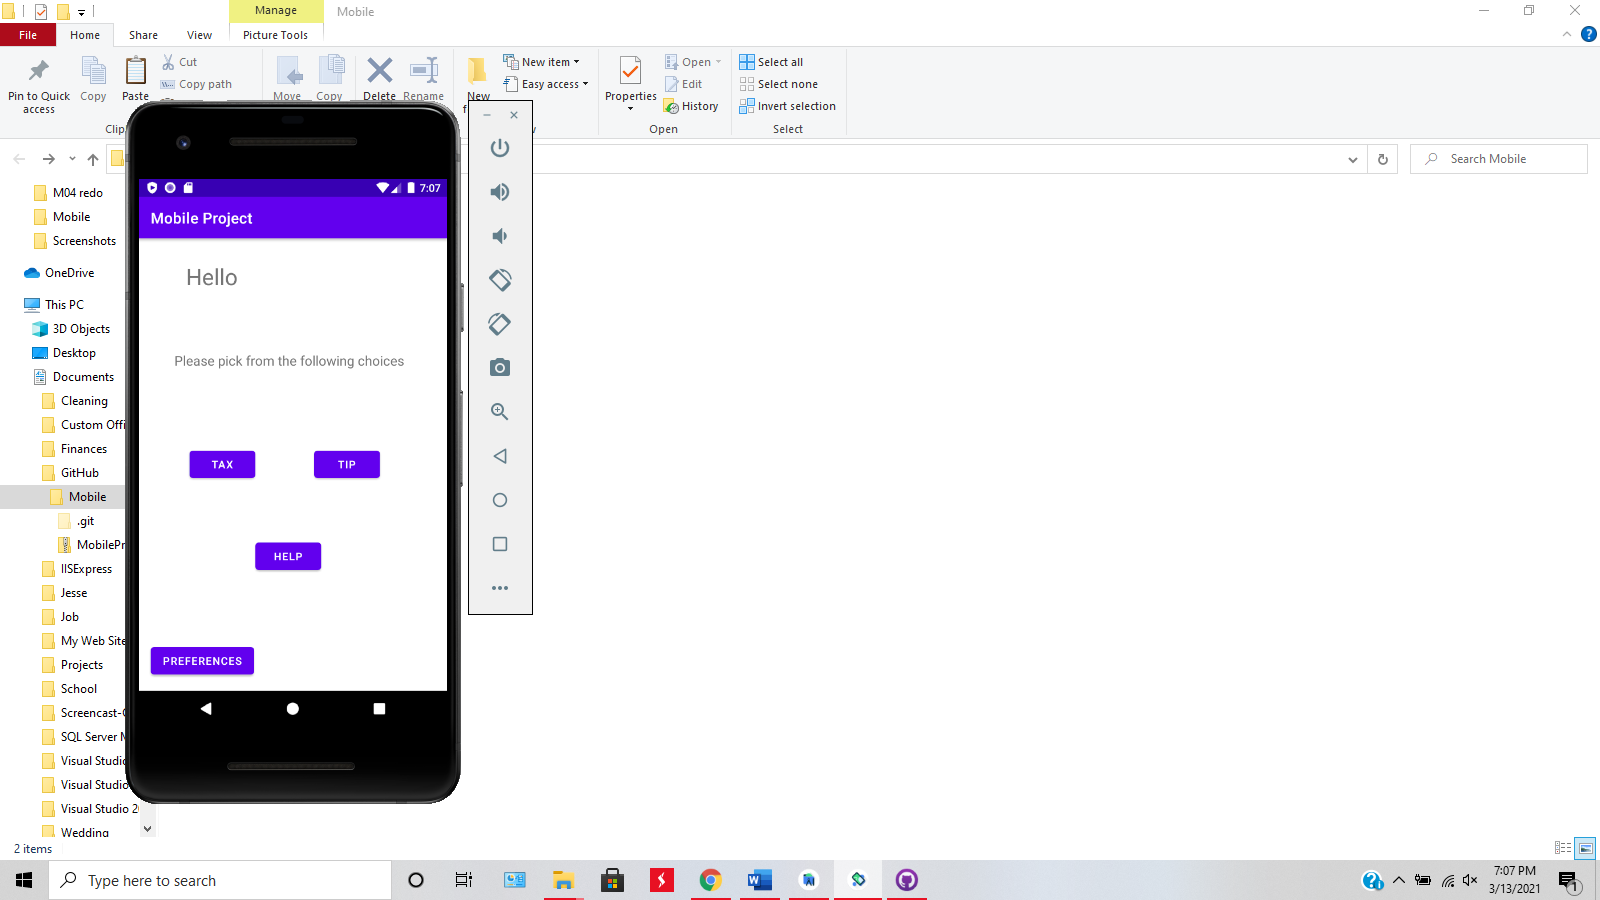 Manage
Mobile
File
Home
Share
View
Picture Tools
Pin to Quick
access
Copy
Paste
Cut
Copy path
Move
Copy
Delete
Rename
New
New item
Easy access
Properties
Open
Edit
History
Select all
Select none
Invert selection
Open
Select
Search Mobile
M04 redo
Mobile
Screenshots
OneDrive
This PC
3D Objects
Desktop
Documents
Cleaning
Custom Offi
Finances
GitHub
Mobile
.git
MobilePr
IISExpress
Jesse
Job
My Web Site
Projects
School
Screencast-
SQL Server
Visual Studio
Visual Studio
Visual Studio 2
Wedding
2 items
7:07
Mobile Project
Hello
Please pick from the following choices
TAX
TIP
HELP
PREFERENCES
Type here to search
7:07 PM
3/13/2021
1